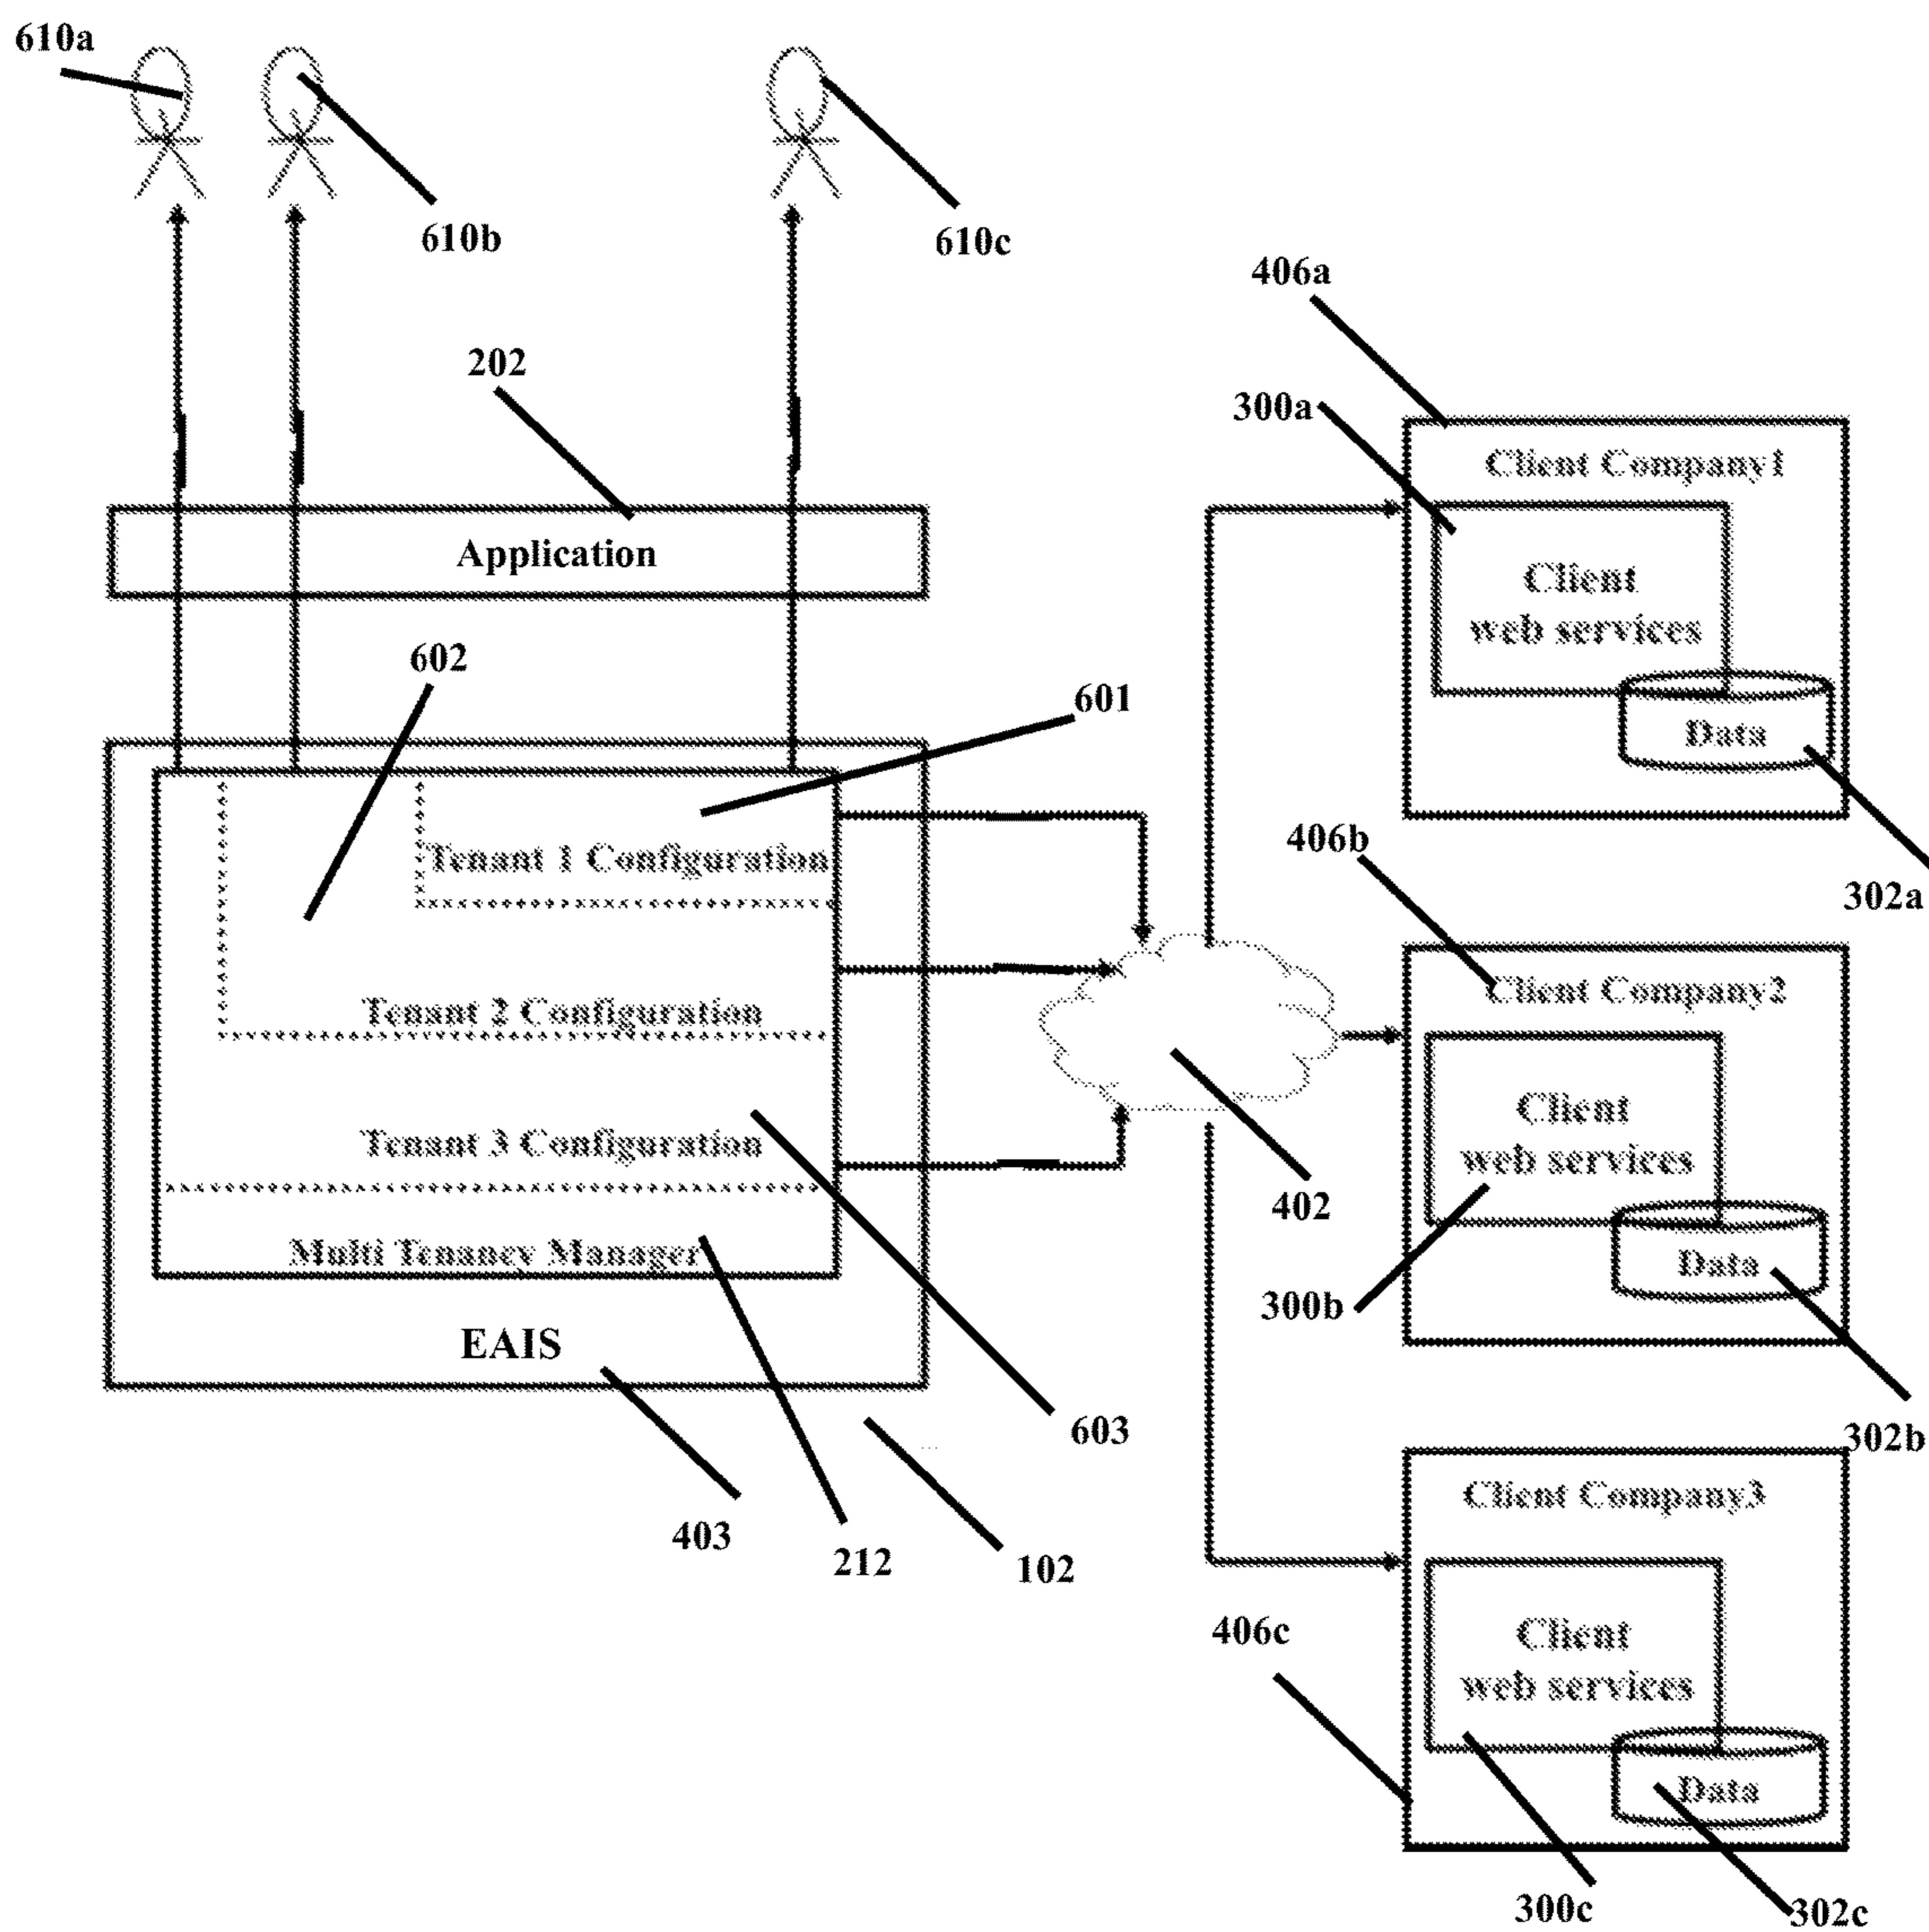 610a
610b
610c
406a
202
300a
Client Company1
Application
Client
web services
602
601
Data
Tenant 1 Configuration
406b
302a
Client Company2
Tenant 2 Configuration
Client
web services
Tenant 3 Configuration
402
Multi Tenancy Manager
Data
300b
EAIS
603
302b
403
212
102
Client Company3
406c
Client
web services
Data
300c
302c